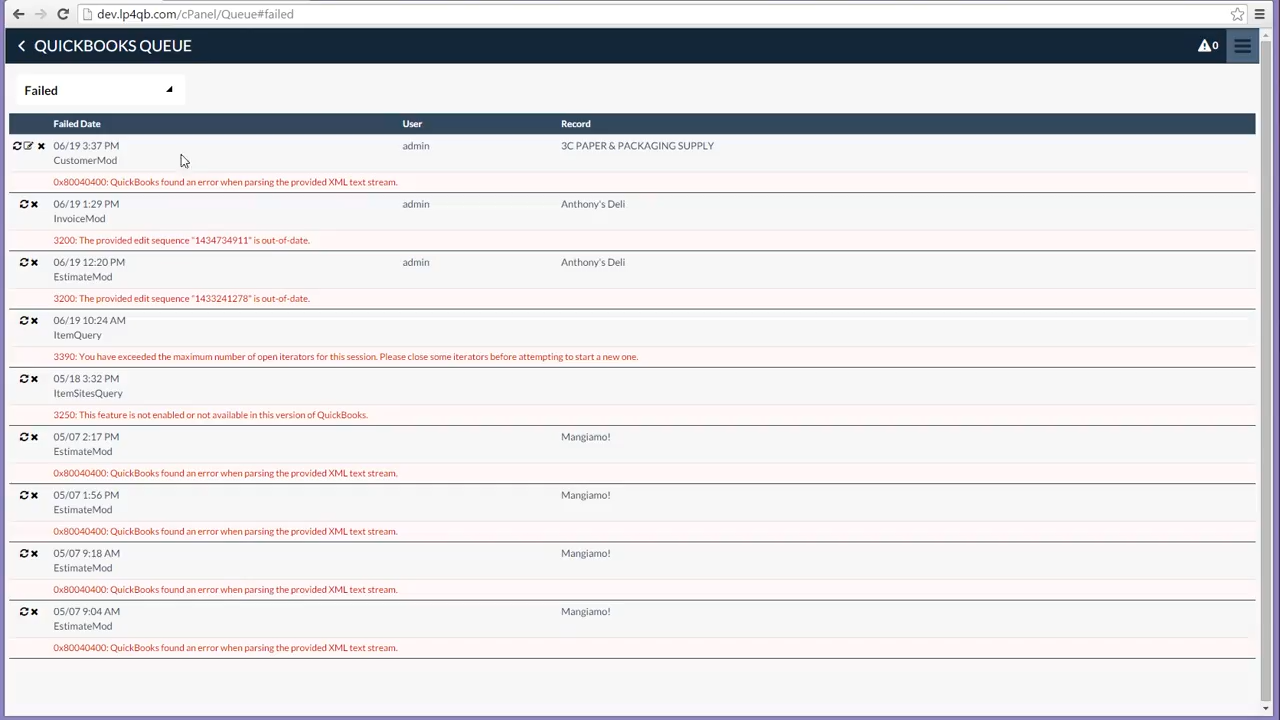 dev.lp4qb.com/cPanel/Queue#failed
QUICKBOOKS QUEUE
0
Failed
Failed Date User Record
06/19 3:37 PM admin 3C PAPER & PACKAGING SUPPLY
CustomerMod
0x80040400: QuickBooks found an error when parsing the provided XML text stream.
06/19 1:29 PM admin Anthony's Deli
InvoiceMod
3200: The provided edit sequence "1434734911" is out-of-date.
06/19 12:20 PM admin Anthony's Deli
EstimateMod
3200: The provided edit sequence "1433241278" is out-of-date.
06/19 10:24 AM
ItemQuery
3390: You have exceeded the maximum number of open iterators for this session. Please close some iterators before attempting to start a new one.
05/18 3:32 PM
ItemSitesQuery
3250: This feature is not enabled or not available in this version of QuickBooks.
05/07 2:17 PM Mangiamo!
EstimateMod
0x80040400: QuickBooks found an error when parsing the provided XML text stream.
05/07 1:56 PM Mangiamo!
EstimateMod
0x80040400: QuickBooks found an error when parsing the provided XML text stream.
05/07 9:18 AM Mangiamo!
EstimateMod
0x80040400: QuickBooks found an error when parsing the provided XML text stream.
05/07 9:04 AM Mangiamo!
EstimateMod
0x80040400: QuickBooks found an error when parsing the provided XML text stream.